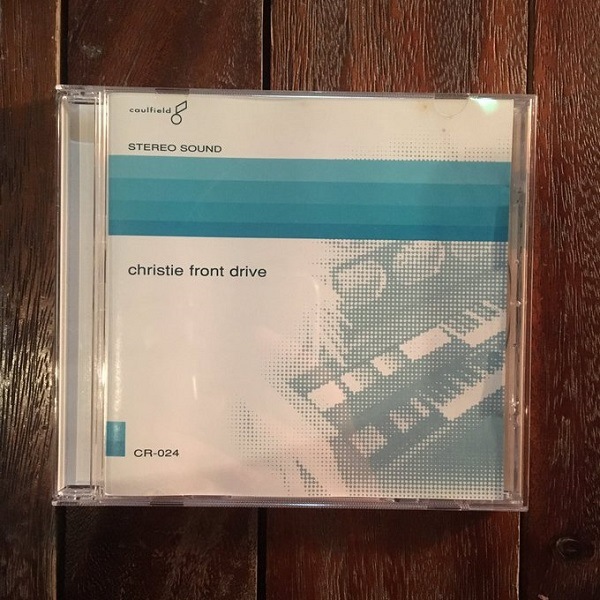 caulfield
STEREO SOUND
christie front drive
CR-024